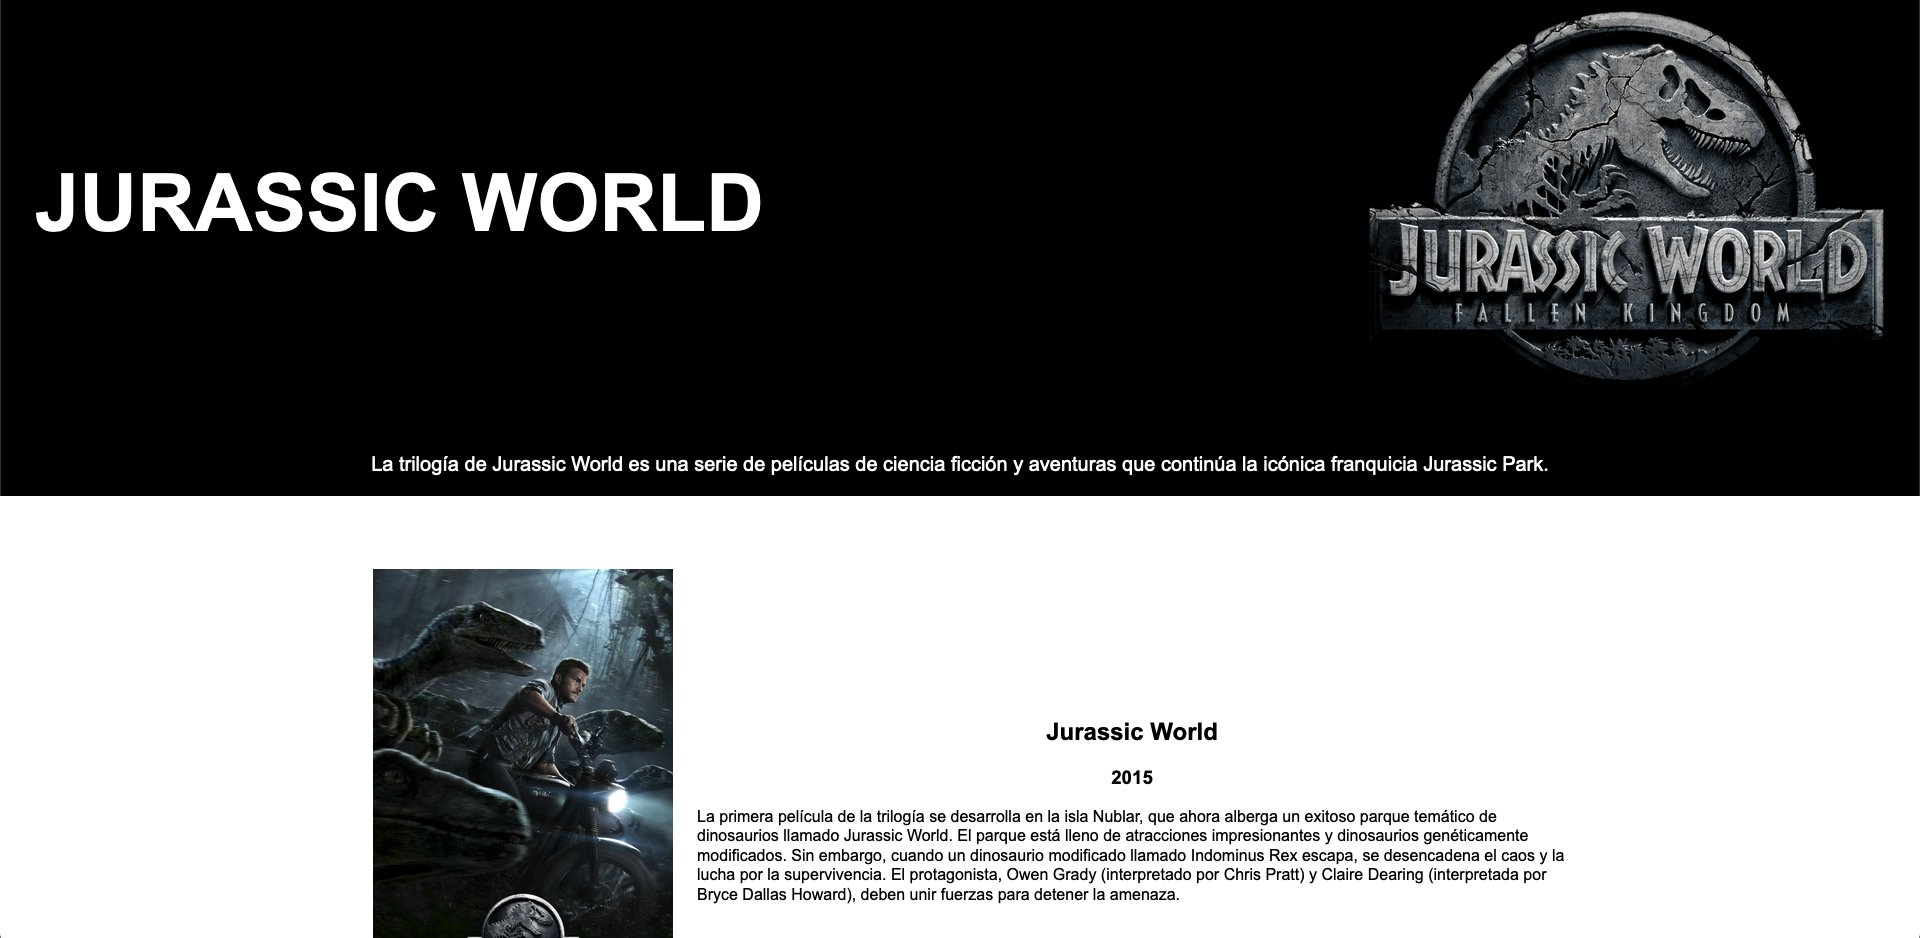 JURASSIC WORLD
JURASSIC WORLD
FALLEN KINGDOM
La trilogía de Jurassic World es una serie de películas de ciencia ficción y aventuras que continúa la icónica franquicia Jurassic Park.
Jurassic World
2015
La primera película de la trilogía se desarrolla en la isla Nublar, que ahora alberga un exitoso parque temático de
dinosaurios llamado Jurassic World. El parque está lleno de atracciones impresionantes y dinosaurios genéticamente
modificados. Sin embargo, cuando un dinosaurio modificado llamado Indominus Rex escapa, se desencadena el caos y la
lucha por la supervivencia. El protagonista, Owen Grady (interpretado por Chris Pratt) y Claire Dearing (interpretada por
Bryce Dallas Howard), deben unir fuerzas para detener la amenaza.